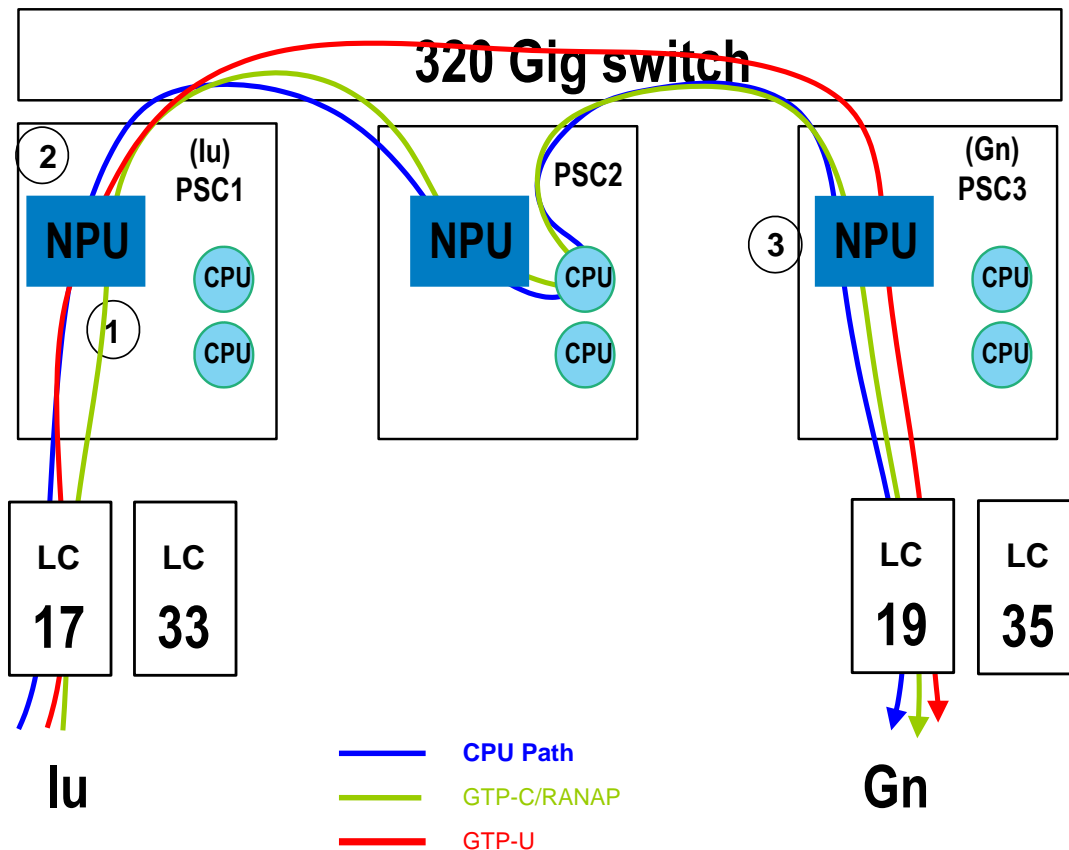 320 Gig switch
2
(Iu)
PSC1
NPU
CPU
CPU
1
PSC2
NPU
CPU
CPU
(Gn)
PSC3
3
NPU
CPU
CPU
LC
17
LC
33
LC
19
LC
35
Iu
Gn
CPU Path
GTP-C/RANAP
GTP-U